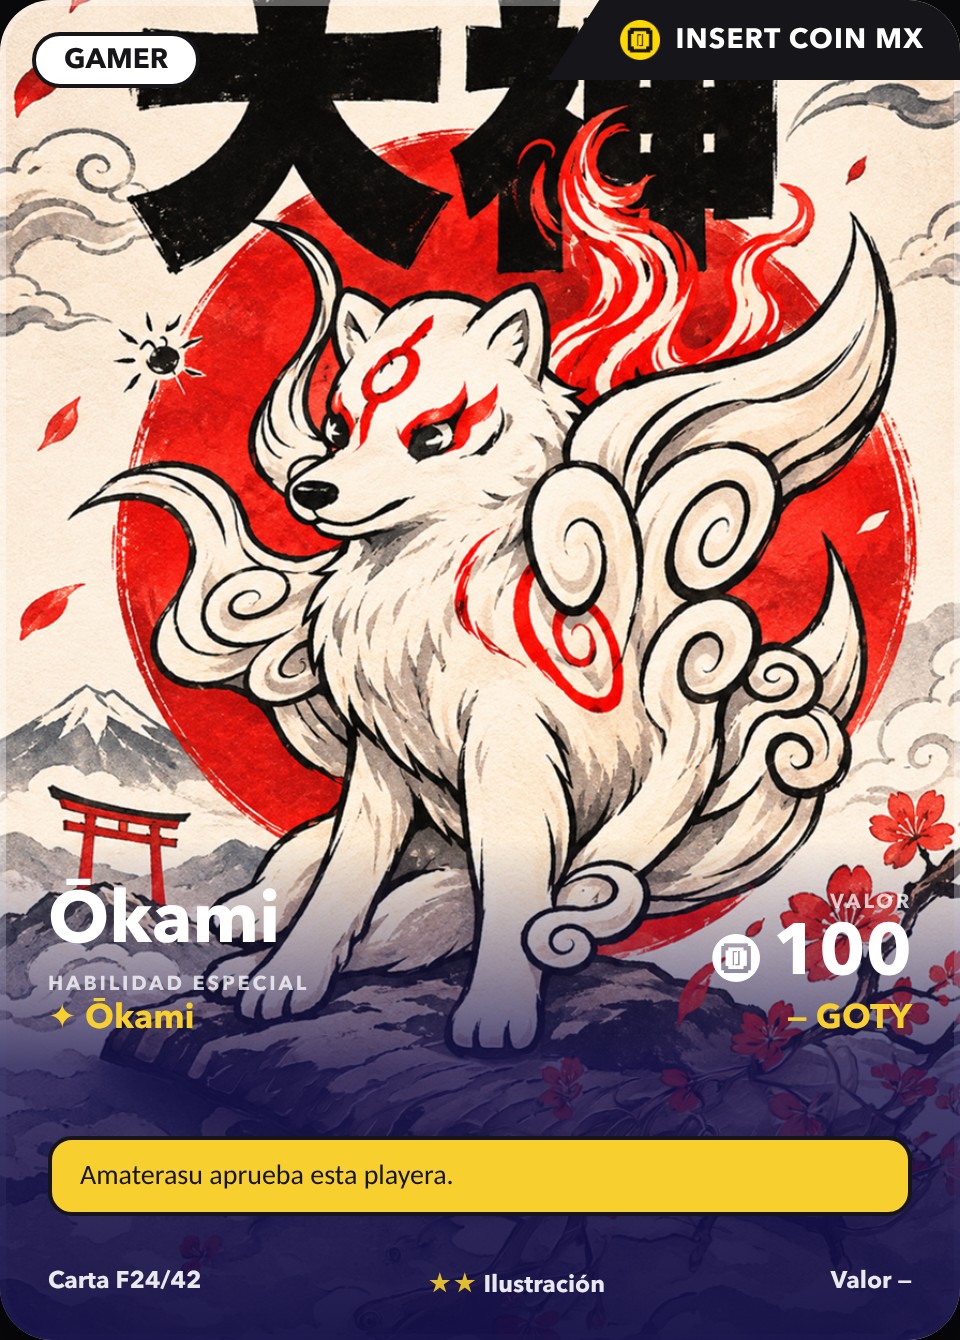 大神
GAMER
INSERT COIN MX
Ōkami
HABILIDAD ESPECIAL
✦ Ōkami
VALOR
100
– GOTY
Amaterasu aprueba esta playera.
Carta F24/42
★★ Ilustración
Valor –